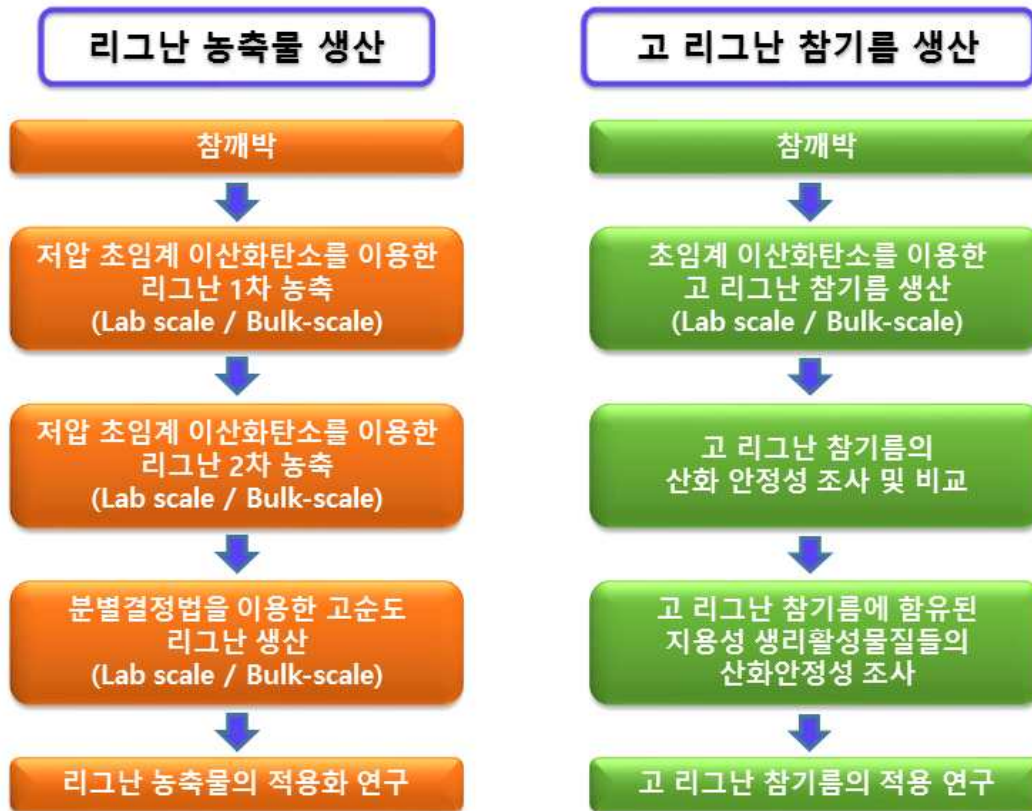 리그난 농축물 생산
참깨박
저압 초임계 이산화탄소를 이용한
리그난 1차 농축
(Lab scale / Bulk-scale)
저압 초임계 이산화탄소를 이용한
리그난 2차 농축
(Lab scale / Bulk-scale)
분별결정법을 이용한 고순도
리그난 생산
(Lab scale / Bulk-scale)
리그난 농축물의 적용화 연구
고 리그난 참기름 생산
참깨박
초임계 이산화탄소를 이용한
고 리그난 참기름 생산
(Lab scale / Bulk-scale)
고 리그난 참기름의
산화 안정성 조사 및 비교
고 리그난 참기름에 함유된
지용성 생리활성물질들의
산화안정성 조사
고 리그난 참기름의 적용 연구